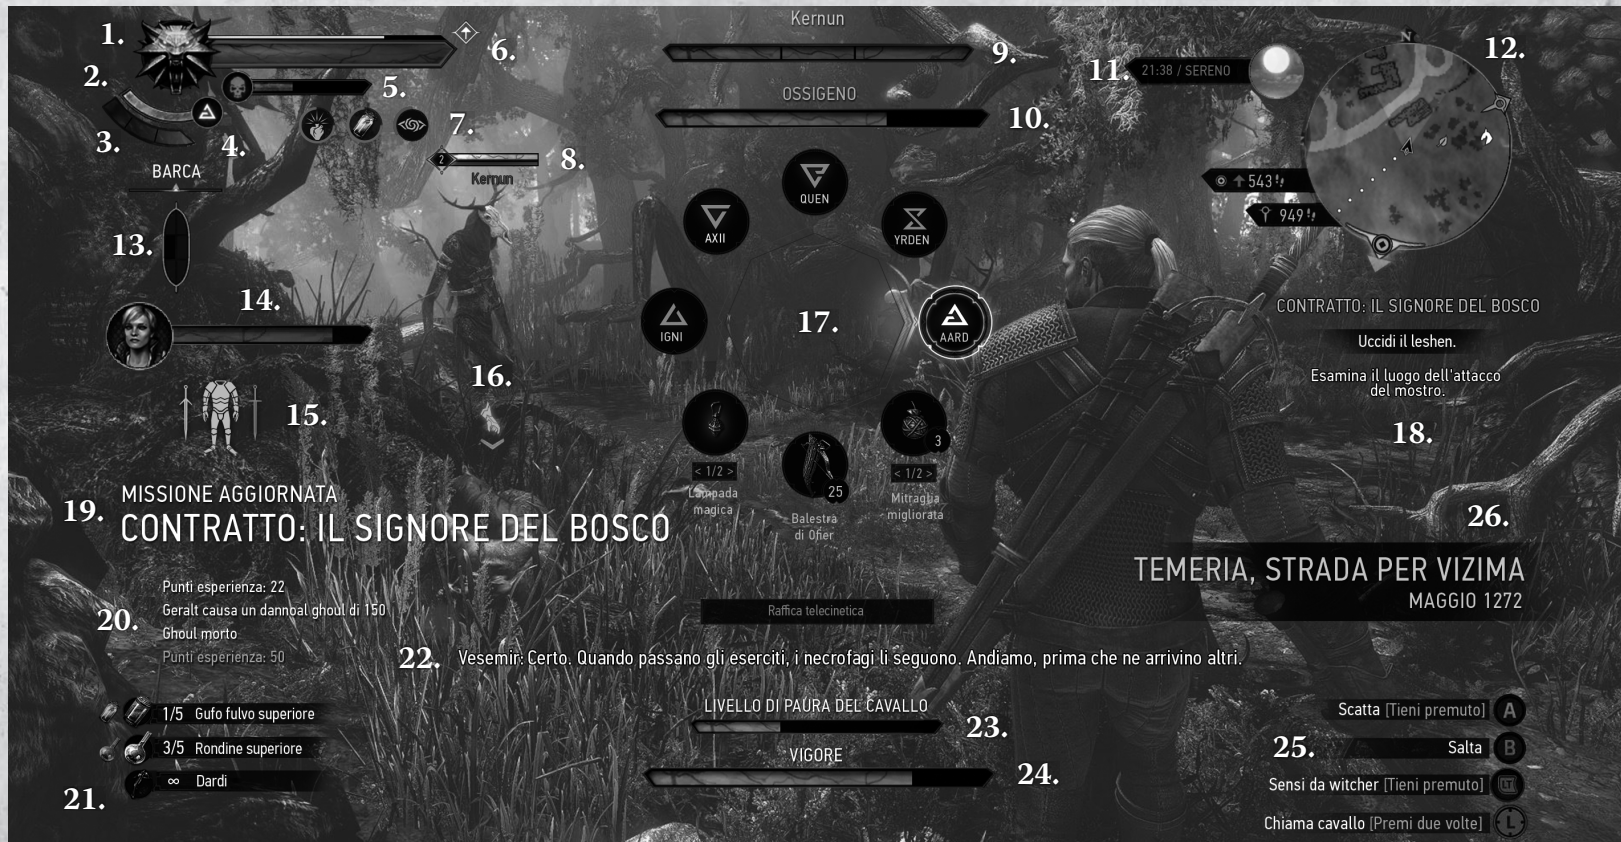 1.
2.
3.
4.
5.
6.
7.
2
8.
Kernun
BARCA
13.
14.
15.
16.
Kernun
9.
OSSIGENO
10.
QUEN
AXII
YRDEN
17.
IGNI
AARD
3
25
< 1/2 >
Lampada
magica
Balestra
di Ofier
< 1/2 >
Mitraglia
migliorata
11.
21:38 / SERENO
12.
N
543
949
CONTRATTO: IL SIGNORE DEL BOSCO
Uccidi il leshen.
Esamina il luogo dell'attacco
del mostro.
18.
19.
MISSIONE AGGIORNATA
CONTRATTO: IL SIGNORE DEL BOSCO
20.
Punti esperienza: 22
Geralt causa un dannoal ghoul di 150
Ghoul morto
Punti esperienza: 50
26.
TEMERIA, STRADA PER VIZIMA
MAGGIO 1272
Raffica telecinetica
22.
Vesemir: Certo. Quando passano gli eserciti, i necrofagi li seguono. Andiamo, prima che ne arrivino altri.
1/5 Gufo fulvo superiore
3/5 Rondine superiore
∞ Dardi
21.
LIVELLO DI PAURA DEL CAVALLO
23.
VIGORE
24.
25.
Scatta [Tieni premuto] A
Salta B
Sensi da witcher [Tieni premuto] LT
Chiama cavallo [Premi due volte] L